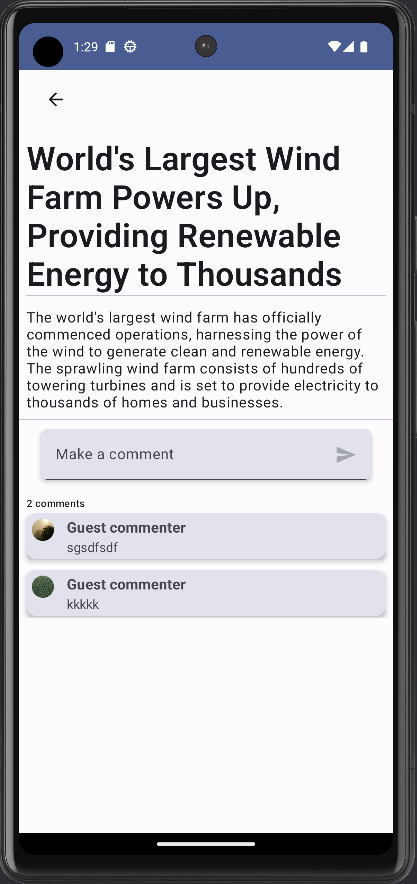 1:29
World's Largest Wind
Farm Powers Up,
Providing Renewable
Energy to Thousands
The world's largest wind farm has officially
commenced operations, harnessing the power of
the wind to generate clean and renewable energy.
The sprawling wind farm consists of hundreds of
towering turbines and is set to provide electricity to
thousands of homes and businesses.
Make a comment
2 comments
Guest commenter
sgsdfsdf
Guest commenter
kkkkk